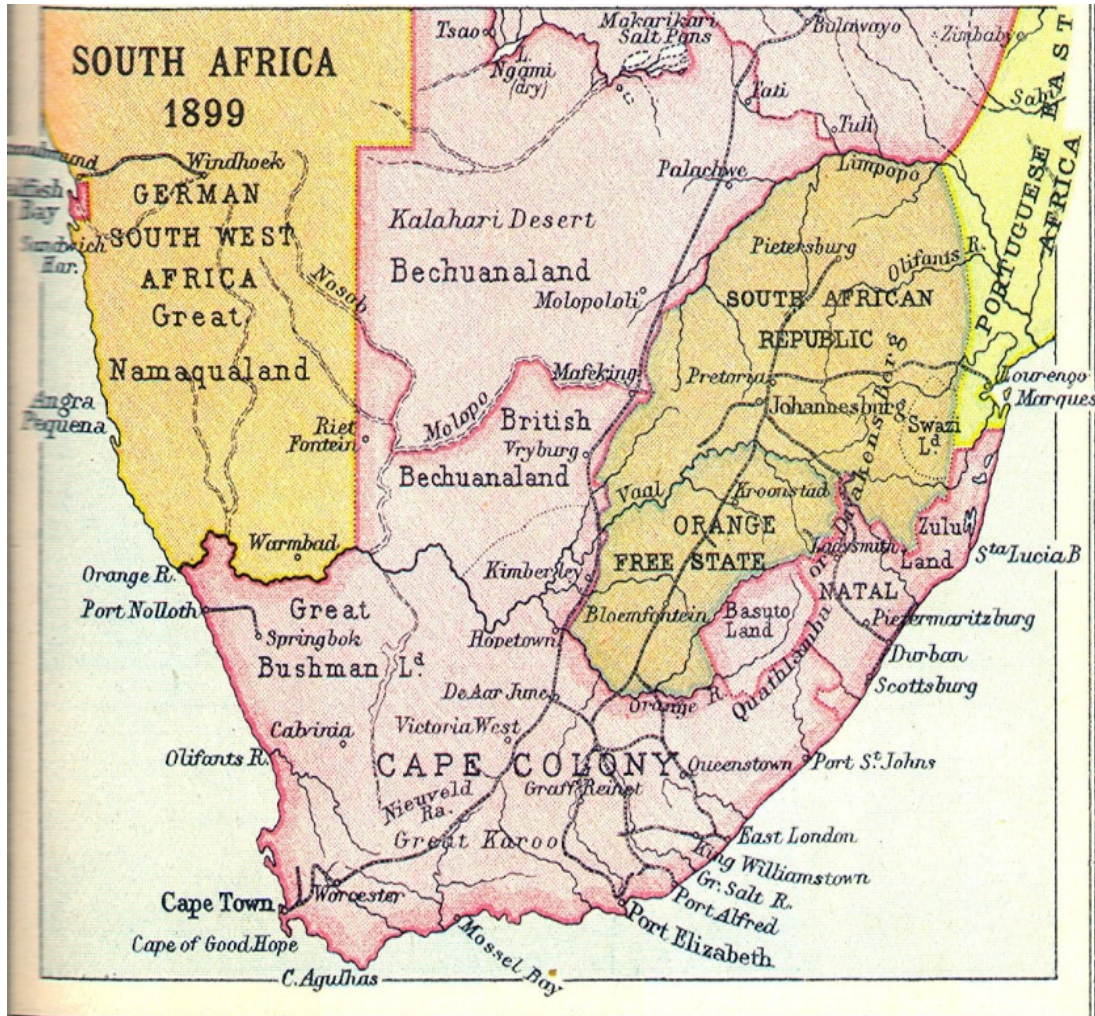 SOUTH AFRICA
1899
Tsao
Makarikari
Salt Pans
L.
Ngami
(dry)
Bulawayo
Zimbabye
Tati
Sabi
Tuli
PORTUGUESE EAST
AFRICA
Windhoek
Palachwe
Limpopo
Bay
GERMAN
SOUTH WEST
AFRICA
Great
Namaqualand
Sandwich
Har.
Nosob
Kalahari Desert
Bechuanaland
Molopololi
Pietersburg
Olifants R.
SOUTH AFRICAN
REPUBLIC
Mafeking
Pretoria
Lourenço
Marques
Johannesburg
Swazi
Ld.
Angra
Pequena
Riet
Fontein
Molopo
British
Vryburg
Bechuanaland
Vaal
Kroonstad
ORANGE
FREE STATE
Quathlamba or Drakensberg
Zulu
Land
Sta Lucia B
Ladysmith
NATAL
Warmbad
Orange R.
Kimberley
Bloemfontein
Basuto
Land
Pietermaritzburg
Port Nolloth
Great
Springbok
Bushman Ld.
Hopetown
Durban
Scottsburg
De Aar Junc.
Orange R.
Calvinia
Victoria West
Olifants R.
CAPE COLONY
Queenstown
Port St. Johns
Graff Reinet
Nieuveld
Ra.
Great Karoo
East London
King Williamstown
Gr. Salt R.
Port Alfred
Port Elizabeth
Worcester
Cape Town
Cape of Good Hope
Mossel Bay
C. Agulhas